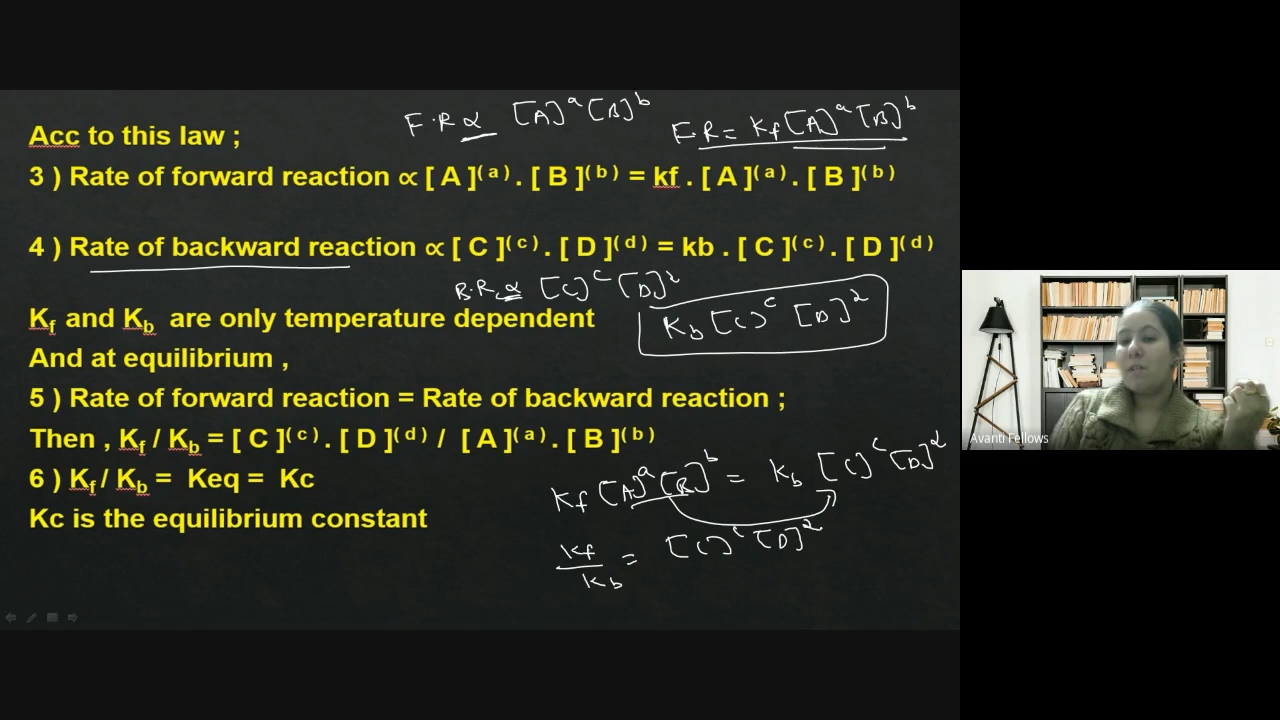 F.R ∝ [A]ᵃ [B]ᵇ
F.R = Kf [A]ᵃ [B]ᵇ
Acc to this law ;
3 ) Rate of forward reaction ∝ [ A ]⁽ᵃ⁾ . [ B ]⁽ᵇ⁾ = kf . [ A ]⁽ᵃ⁾ . [ B ]⁽ᵇ⁾
4 ) Rate of backward reaction ∝ [ C ]⁽ᶜ⁾ . [ D ]⁽ᵈ⁾ = kb . [ C ]⁽ᶜ⁾ . [ D ]⁽ᵈ⁾
B.R ∝ [C]ᶜ [D]ᵈ
Kb [C]ᶜ [D]ᵈ
Kf and Kb are only temperature dependent
And at equilibrium ,
5 ) Rate of forward reaction = Rate of backward reaction ;
Then , Kf / Kb = [ C ]⁽ᶜ⁾ . [ D ]⁽ᵈ⁾ / [ A ]⁽ᵃ⁾ . [ B ]⁽ᵇ⁾
6 ) Kf / Kb = Keq = Kc
Kf [A]ᵃ [B]ᵇ = Kb [C]ᶜ [D]ᵈ
Kc is the equilibrium constant
Kf / Kb = [C]ᶜ [D]ᵈ
Avanti Fellows